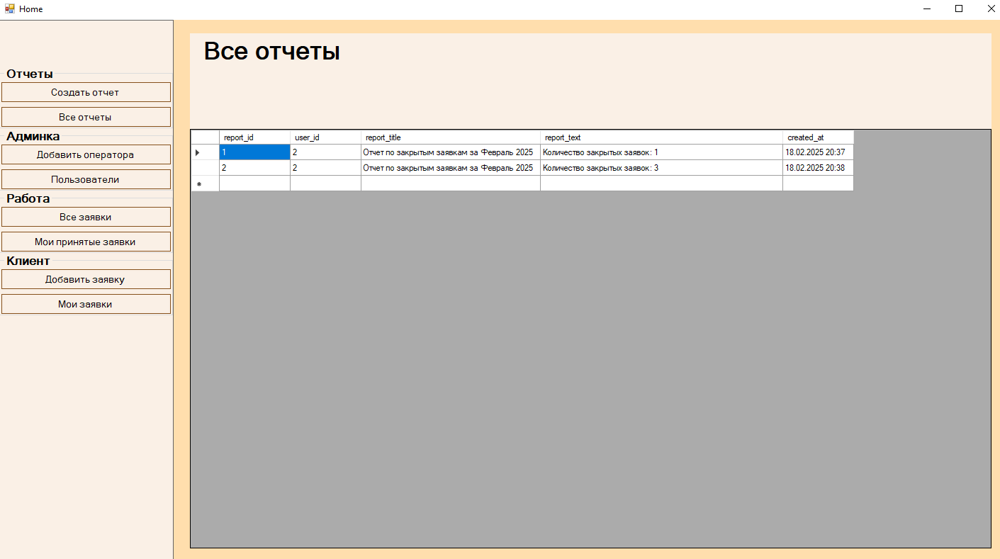 Home
Все отчеты
Отчеты
Создать отчет
Все отчеты
Админка
Добавить оператора
Пользователи
Работа
Все заявки
Мои принятые заявки
Клиент
Добавить заявку
Мои заявки
report_id user_id report_title report_text created_at
1 2 Отчет по закрытым заявкам за Февраль 2025 Количество закрытых заявок: 1 18.02.2025 20:37
2 2 Отчет по закрытым заявкам за Февраль 2025 Количество закрытых заявок: 3 18.02.2025 20:38